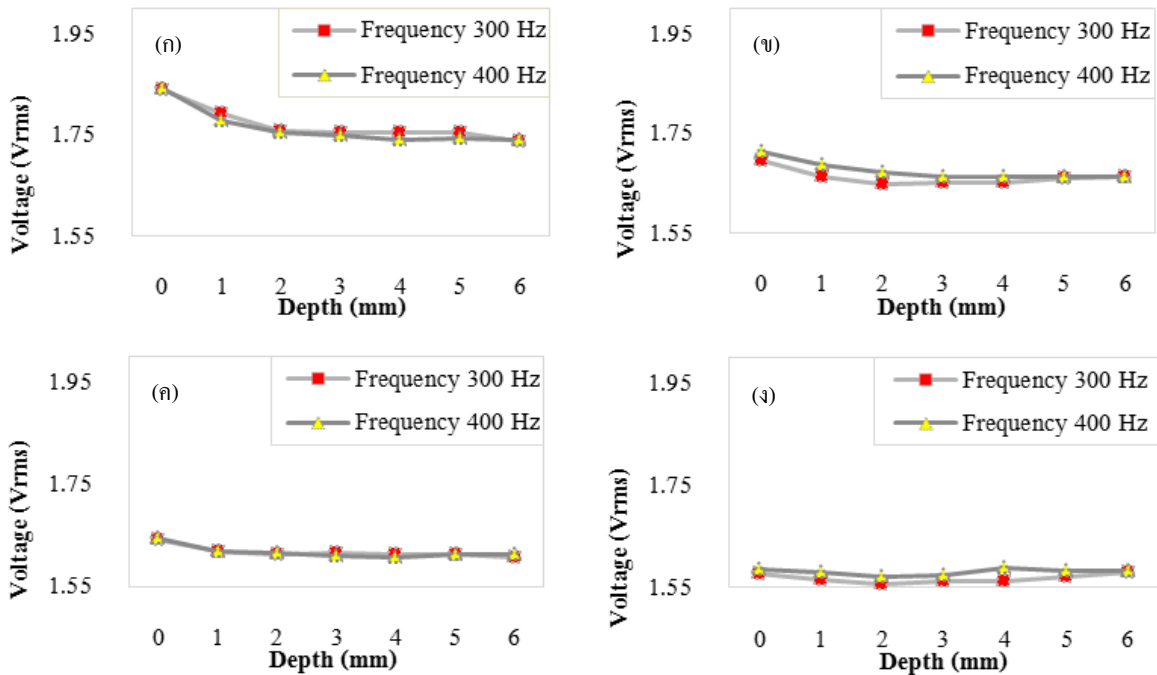 1.95
1.75
1.55
Voltage (Vrms)
(ก)
Frequency 300 Hz
Frequency 400 Hz
0 1 2 3 4 5 6
Depth (mm)
1.95
1.75
1.55
Voltage (Vrms)
(ข)
Frequency 300 Hz
Frequency 400 Hz
0 1 2 3 4 5 6
Depth (mm)
1.95
1.75
1.55
Voltage (Vrms)
(ค)
Frequency 300 Hz
Frequency 400 Hz
0 1 2 3 4 5 6
Depth (mm)
1.95
1.75
1.55
Voltage (Vrms)
(ง)
Frequency 300 Hz
Frequency 400 Hz
0 1 2 3 4 5 6
Depth (mm)